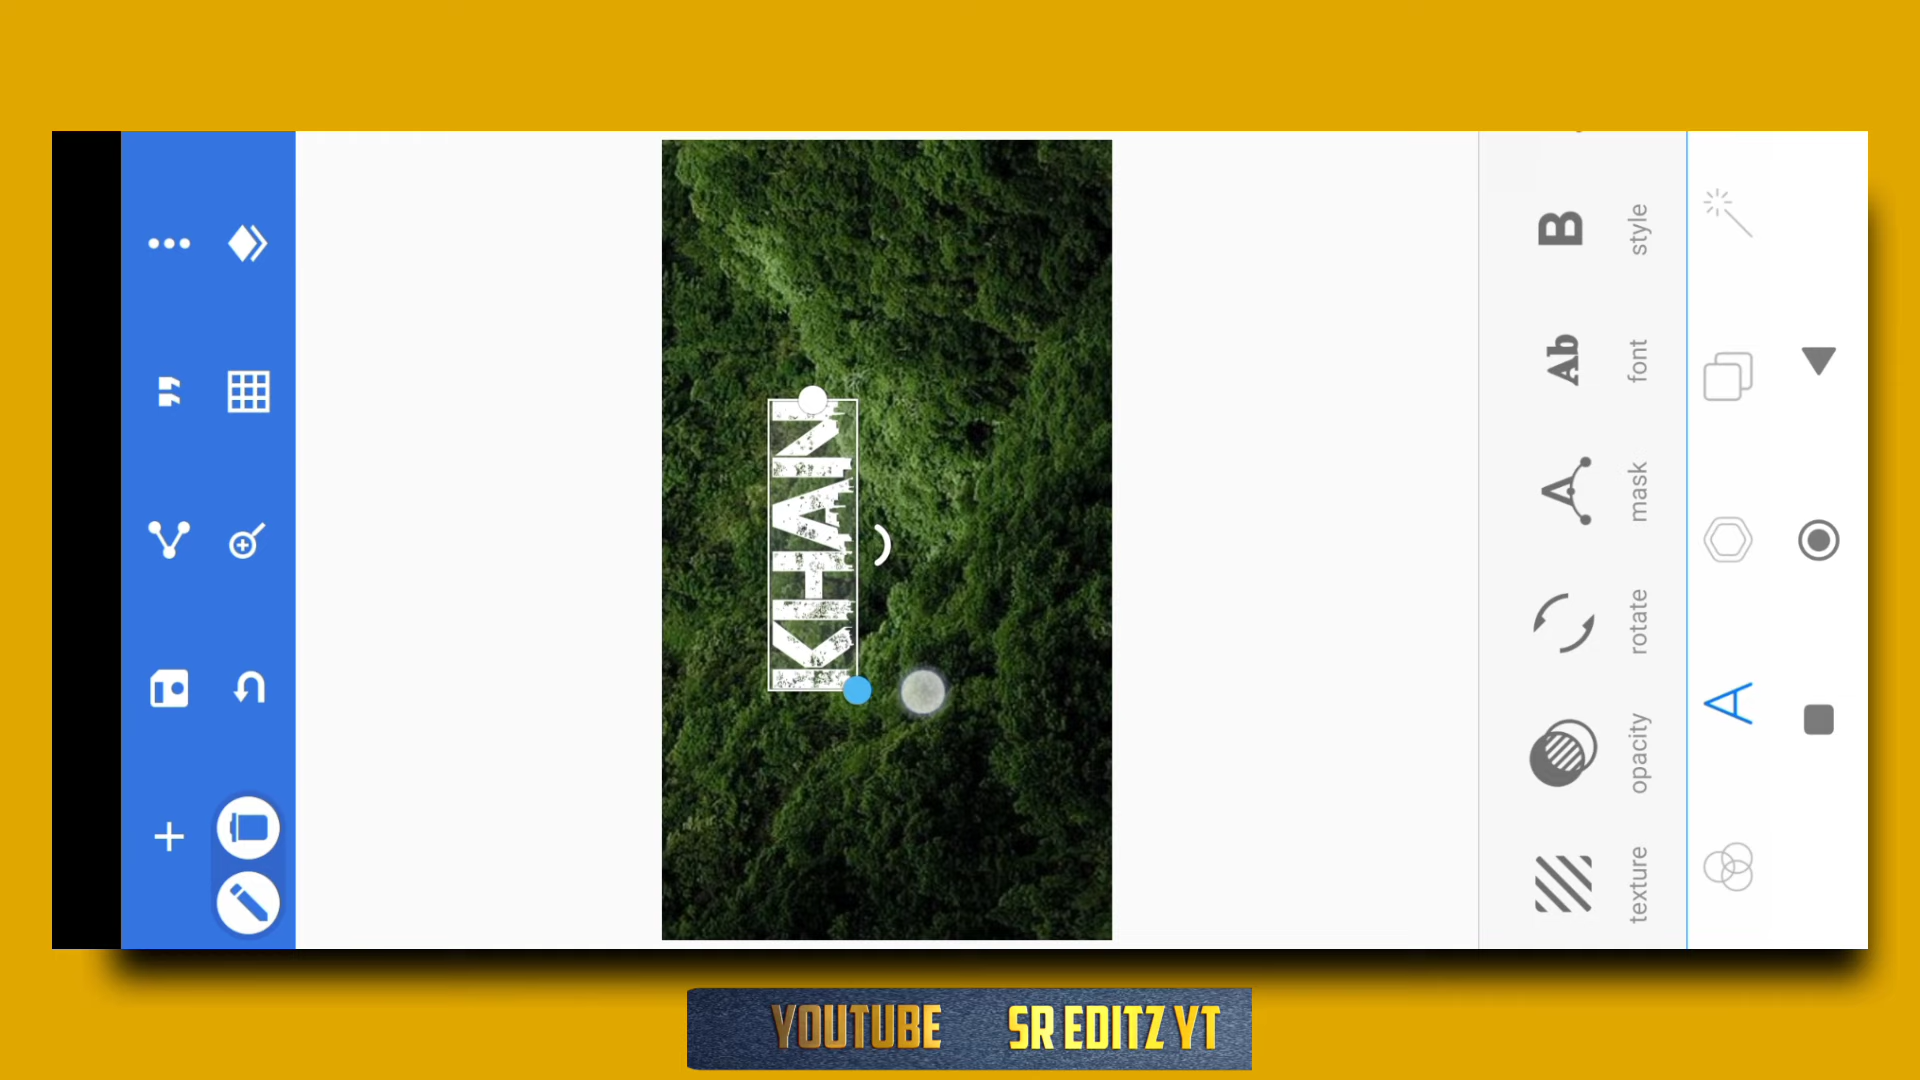 KHAN
style
font
mask
rotate
opacity
texture
YOUTUBE SR EDITZ YT